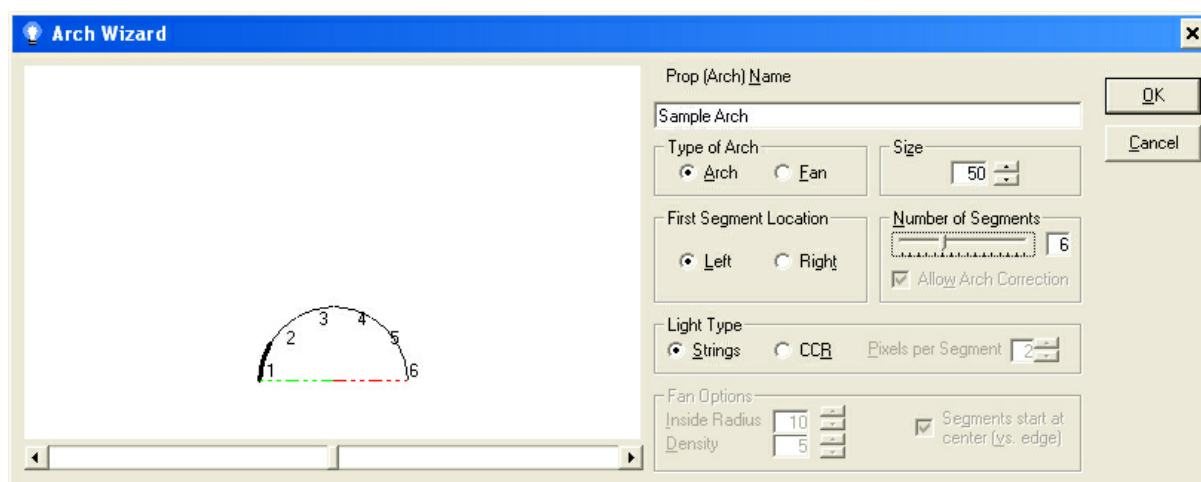 Arch Wizard
Prop (Arch) Name
Sample Arch
OK
Cancel
Type of Arch
Arch Fan
Size
50
First Segment Location
Left Right
Number of Segments
6
Allow Arch Correction
Light Type
Strings CCR Pixels per Segment 2
Fan Options
Inside Radius 10
Density 5
Segments start at
center (vs. edge)
1 2 3 4 5 6